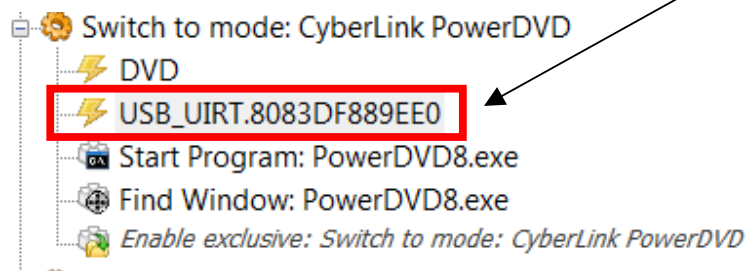 Switch to mode: CyberLink PowerDVD
DVD
USB_UIRT.8083DF889EE0
Start Program: PowerDVD8.exe
Find Window: PowerDVD8.exe
Enable exclusive: Switch to mode: CyberLink PowerDVD